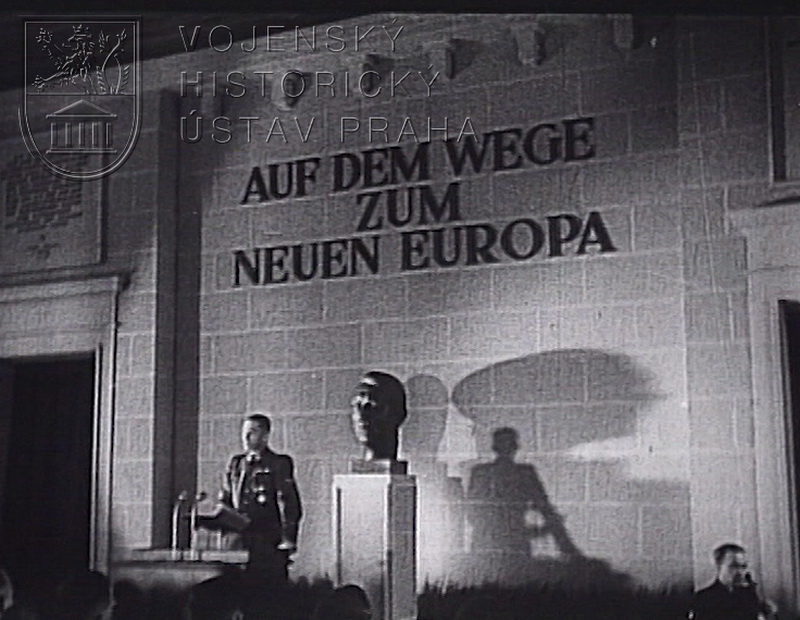 VOJENSKÝ
HISTORICKÝ
ÚSTAV PRAHA
AUF DEM WEGE
ZUM
NEUEN EUROPA